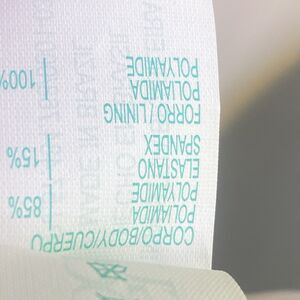 CORPO/BODY/CUERPO
POLIAMIDA
POLYAMIDE 85%
ELASTANO
SPANDEX 15%
FORRO / LINING
POLIAMIDA
POLYAMIDE 100%